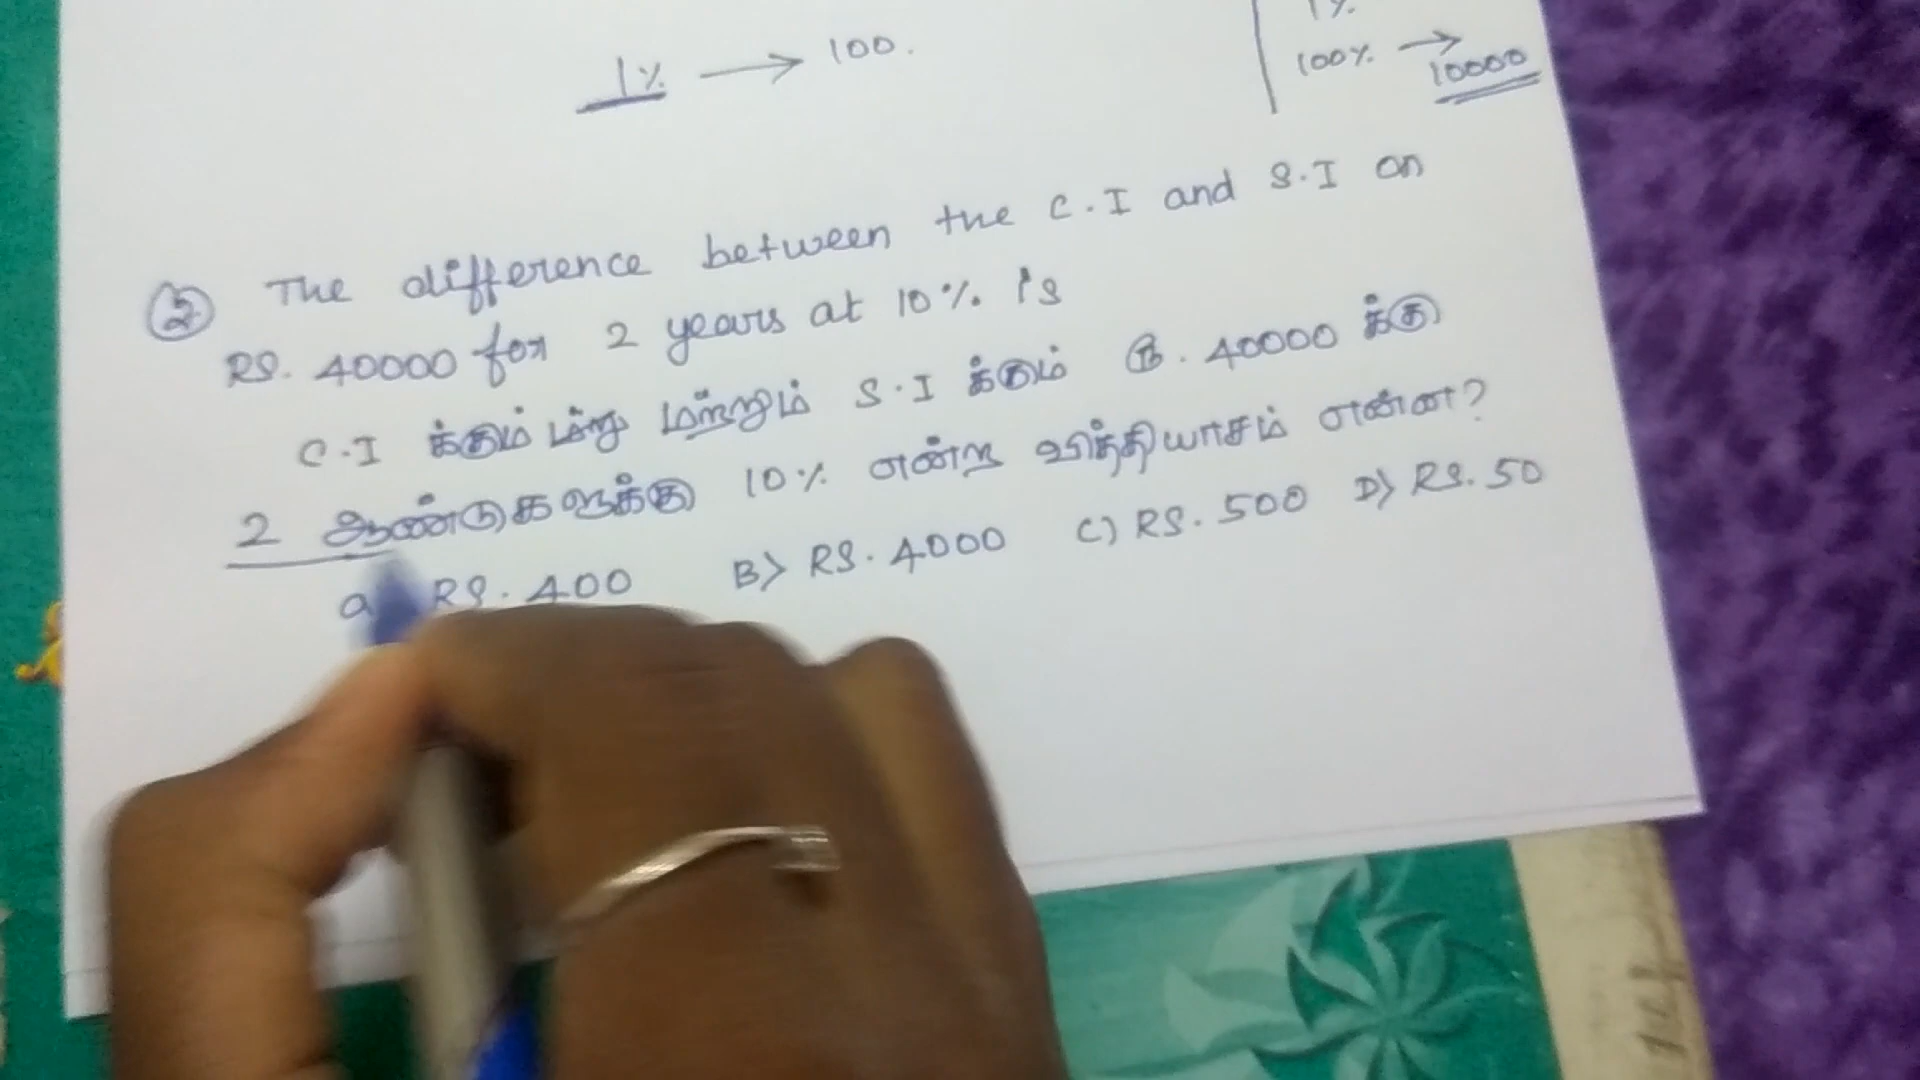 1% → 100.
1%.
100% → 10000
② The difference between the C.I and S.I on
RS. 40000 for 2 years at 10%. is
C.I க்கும் மற்றும் S.I க்கும் ரூ. 40000 க்கு
2 ஆண்டுகளுக்கு 10% என்ற வித்தியாசம் என்ன?
a RS. 400 B) RS. 4000 C) RS. 500 D) RS. 50